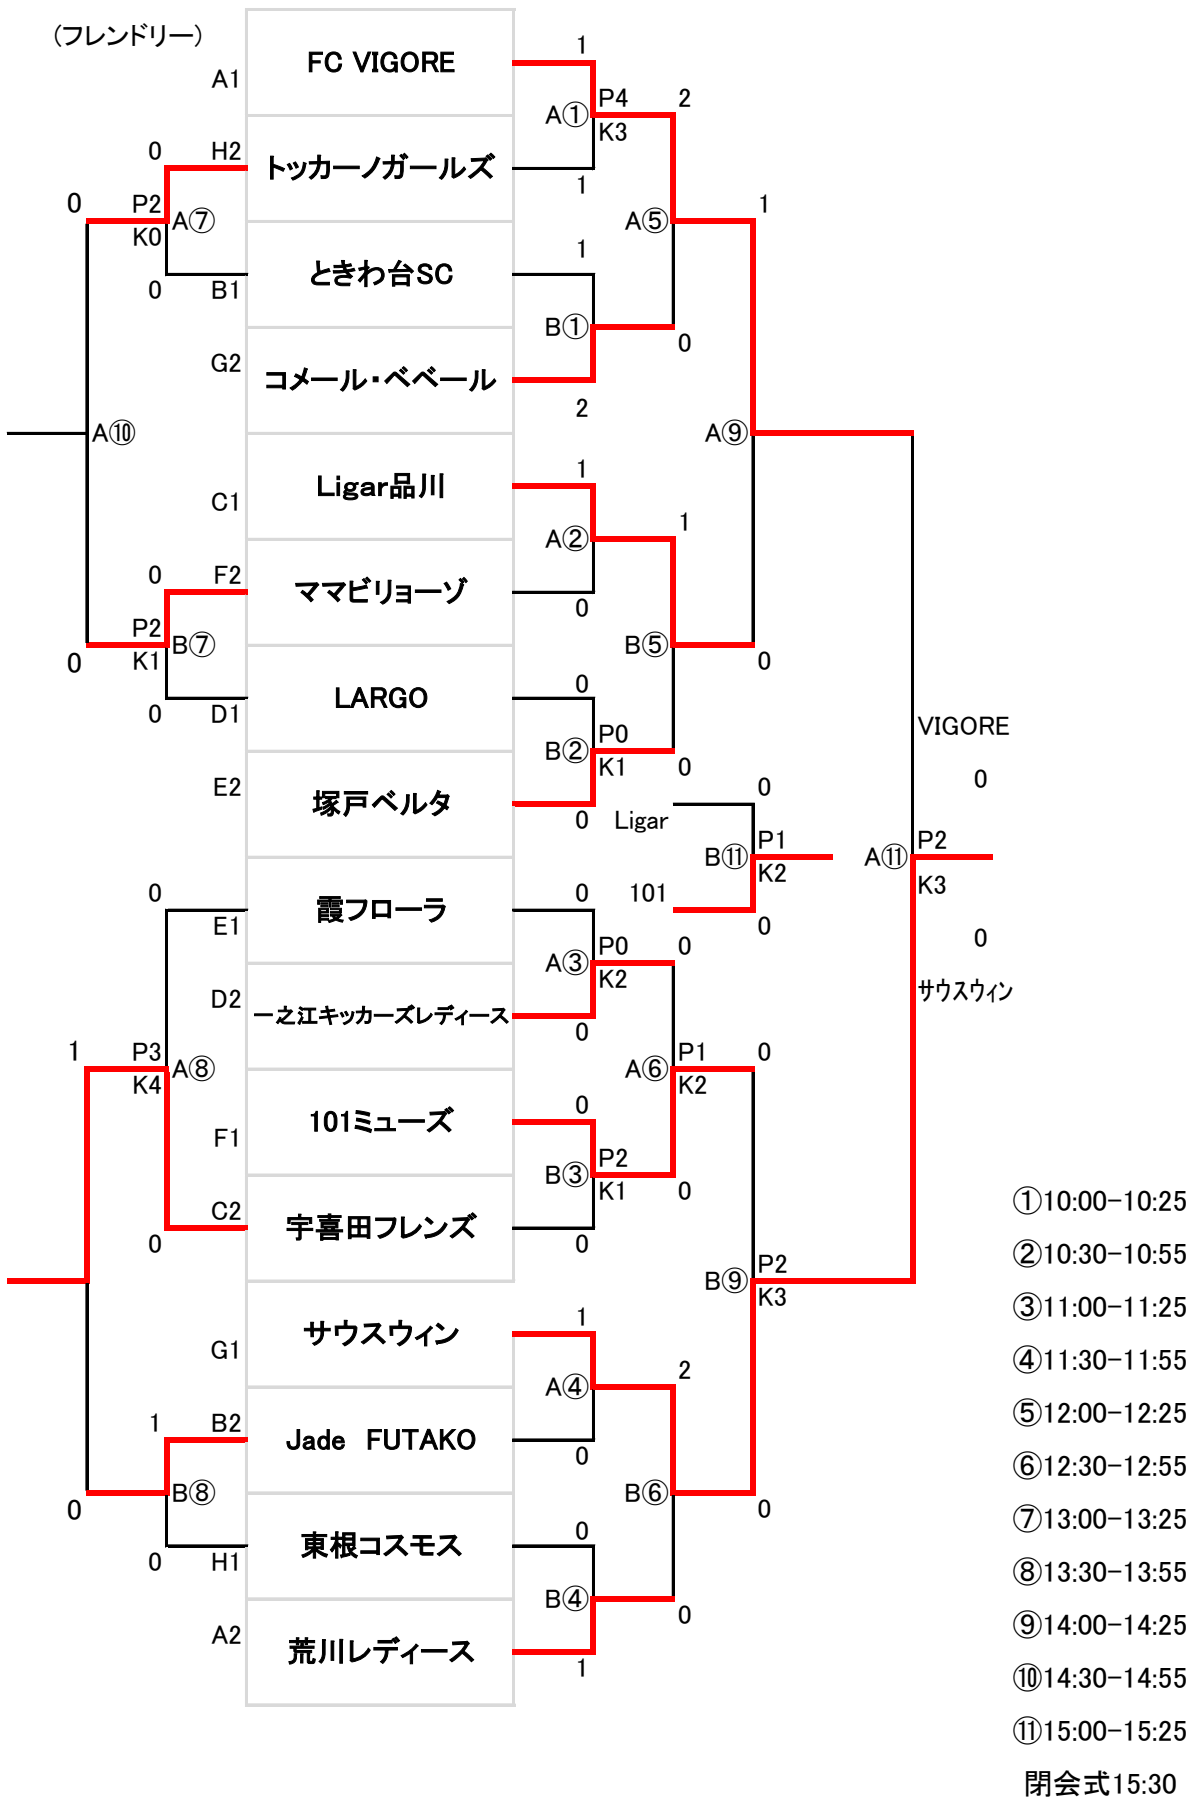 (フレンドリー)
FC VIGORE
1
A1
A①
P4
K3
2
0
H2
トッカーノガールズ
1
0
P2
K0
A⑦
A⑤
1
0
B1
ときわ台SC
1
B①
0
G2
コメール・ベベール
2
A⑩
A⑨
C1
Ligar品川
1
A②
1
0
F2
ママビリョーゾ
0
0
P2
K1
B⑦
B⑤
0
0
D1
LARGO
0
B②
P0
K1
0
E2
塚戸ベルタ
0
VIGORE
0
Ligar
0
B⑪
P1
K2
101
0
A⑪
P2
K3
0
サウスウィン
0
E1
霞フローラ
0
A③
P0
K2
0
D2
一之江キッカーズレディース
0
1
P3
K4
A⑧
A⑥
P1
K2
0
F1
101ミューズ
0
B③
P2
K1
0
C2
0
宇喜田フレンズ
0
B⑨
P2
K3
G1
サウスウィン
1
A④
2
1
B2
Jade　FUTAKO
0
0
B⑧
B⑥
0
0
H1
東根コスモス
0
B④
0
A2
荒川レディース
1
①10:00-10:25
②10:30-10:55
③11:00-11:25
④11:30-11:55
⑤12:00-12:25
⑥12:30-12:55
⑦13:00-13:25
⑧13:30-13:55
⑨14:00-14:25
⑩14:30-14:55
⑪15:00-15:25
閉会式15:30